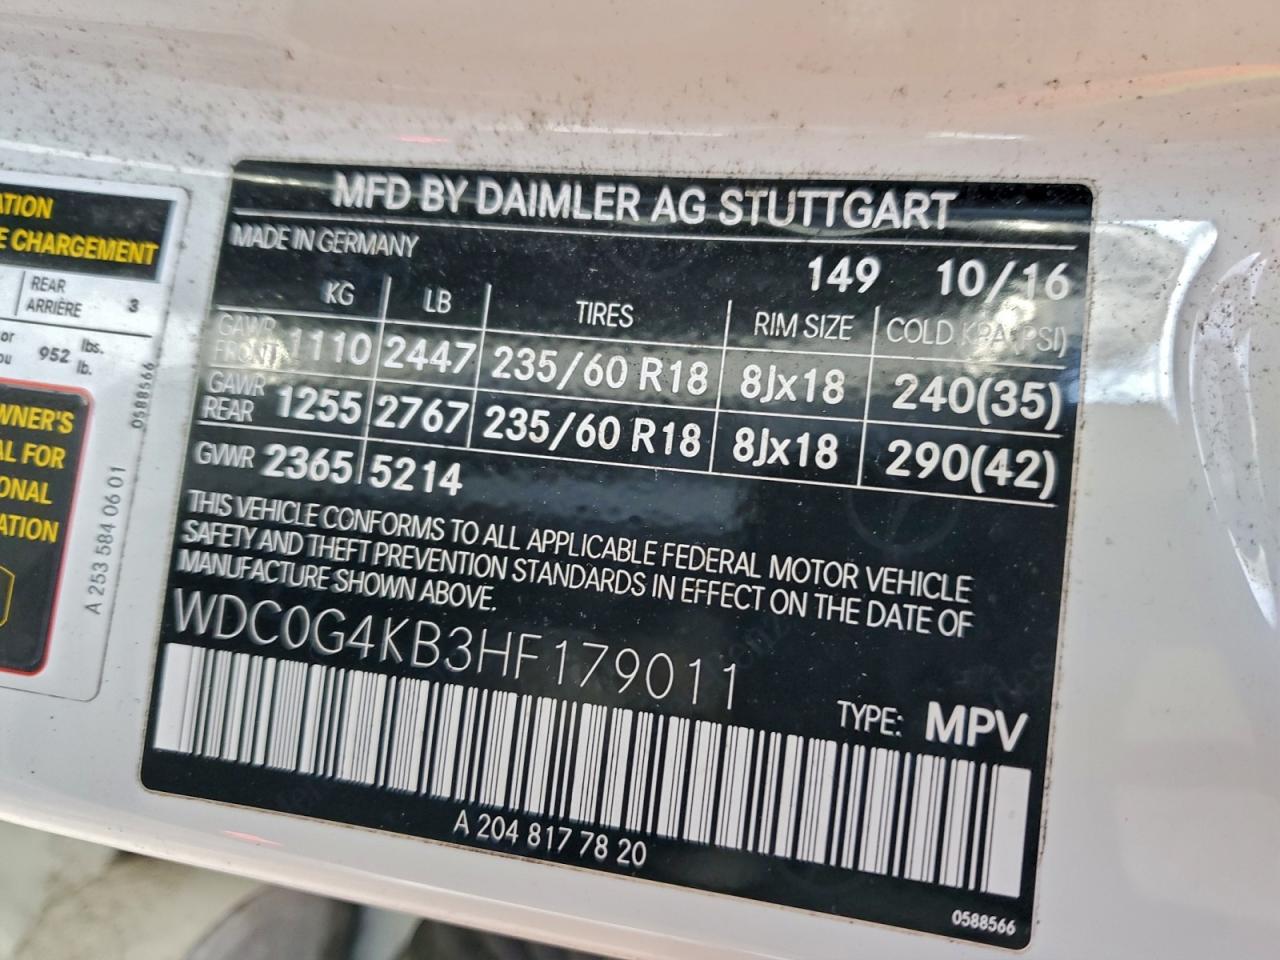 ATION
E CHARGEMENT
REAR
ARRIÈRE 3
or
ou 952 lbs.
lb.
WNER'S
AL FOR
ONAL
ATION
0588566
A 253 584 06 01
MFD BY DAIMLER AG STUTTGART
MADE IN GERMANY
149 10/16
KG LB TIRES RIM SIZE COLD KPA(PSI)
GAWR FRONT 1110 2447 235/60 R18 8Jx18 240(35)
GAWR REAR 1255 2767 235/60 R18 8Jx18 290(42)
GVWR 2365 5214
THIS VEHICLE CONFORMS TO ALL APPLICABLE FEDERAL MOTOR VEHICLE
SAFETY AND THEFT PREVENTION STANDARDS IN EFFECT ON THE DATE OF
MANUFACTURE SHOWN ABOVE.
WDC0G4KB3HF179011
TYPE: MPV
A 204 817 78 20
0588566